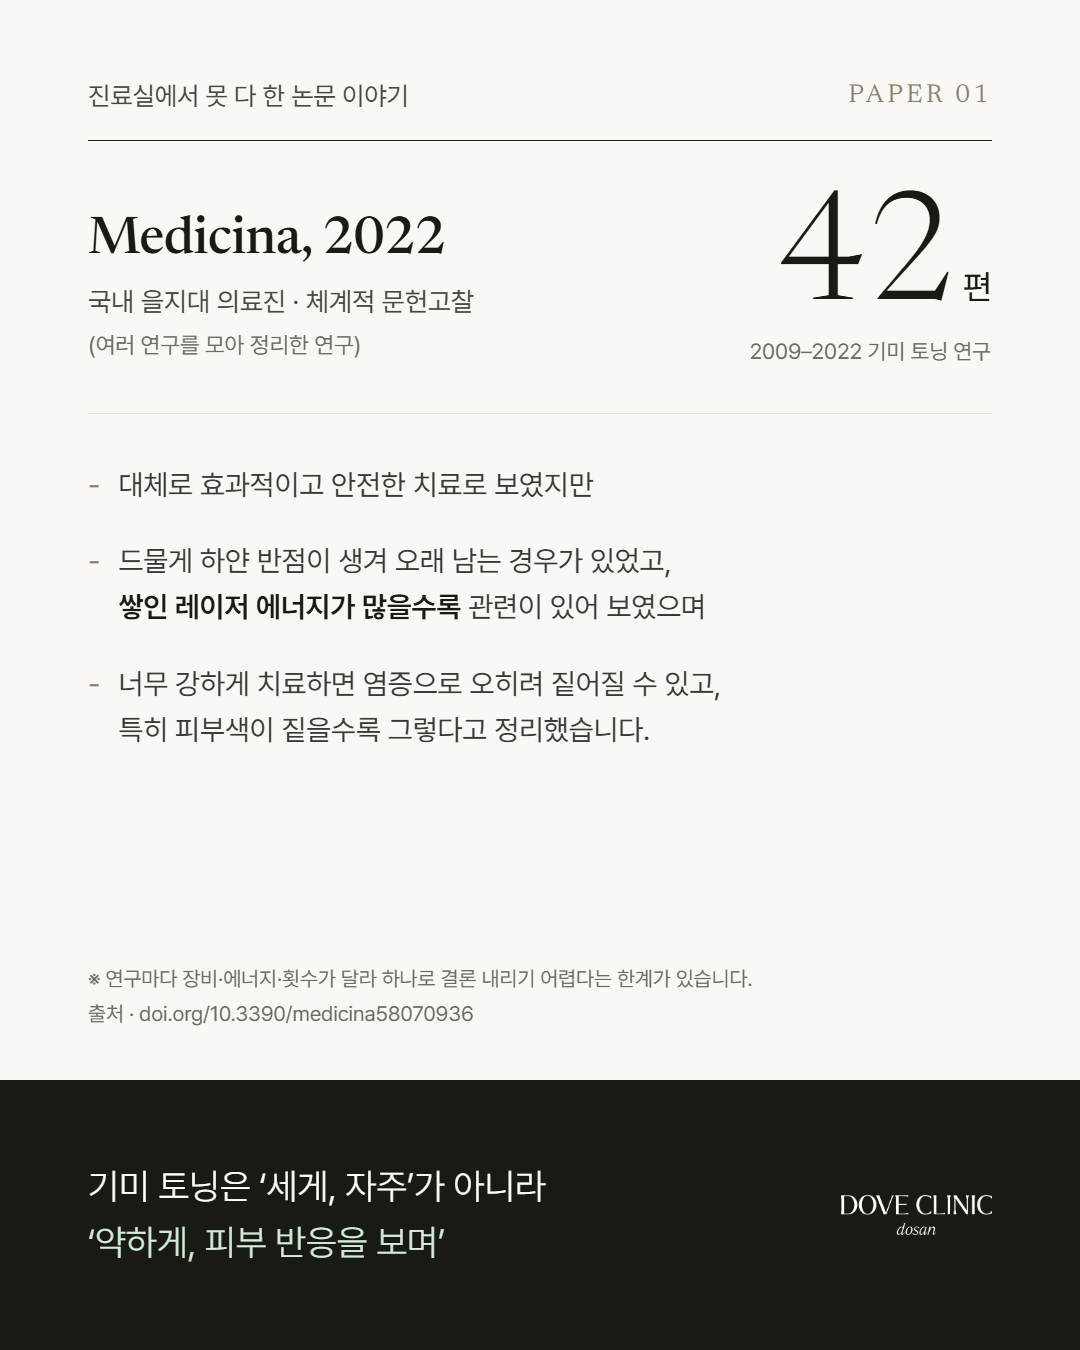 진료실에서 못 다 한 논문 이야기
PAPER 01
Medicina, 2022
국내 을지대 의료진 · 체계적 문헌고찰
(여러 연구를 모아 정리한 연구)
42 편
2009–2022 기미 토닝 연구
- 대체로 효과적이고 안전한 치료로 보였지만
- 드물게 하얀 반점이 생겨 오래 남는 경우가 있었고,
쌓인 레이저 에너지가 많을수록 관련이 있어 보였으며
- 너무 강하게 치료하면 염증으로 오히려 짙어질 수 있고,
특히 피부색이 짙을수록 그렇다고 정리했습니다.
※ 연구마다 장비·에너지·횟수가 달라 하나로 결론 내리기 어렵다는 한계가 있습니다.
출처 · doi.org/10.3390/medicina58070936
기미 토닝은 ‘세게, 자주’가 아니라
‘약하게, 피부 반응을 보며’
DOVE CLINIC
dosan